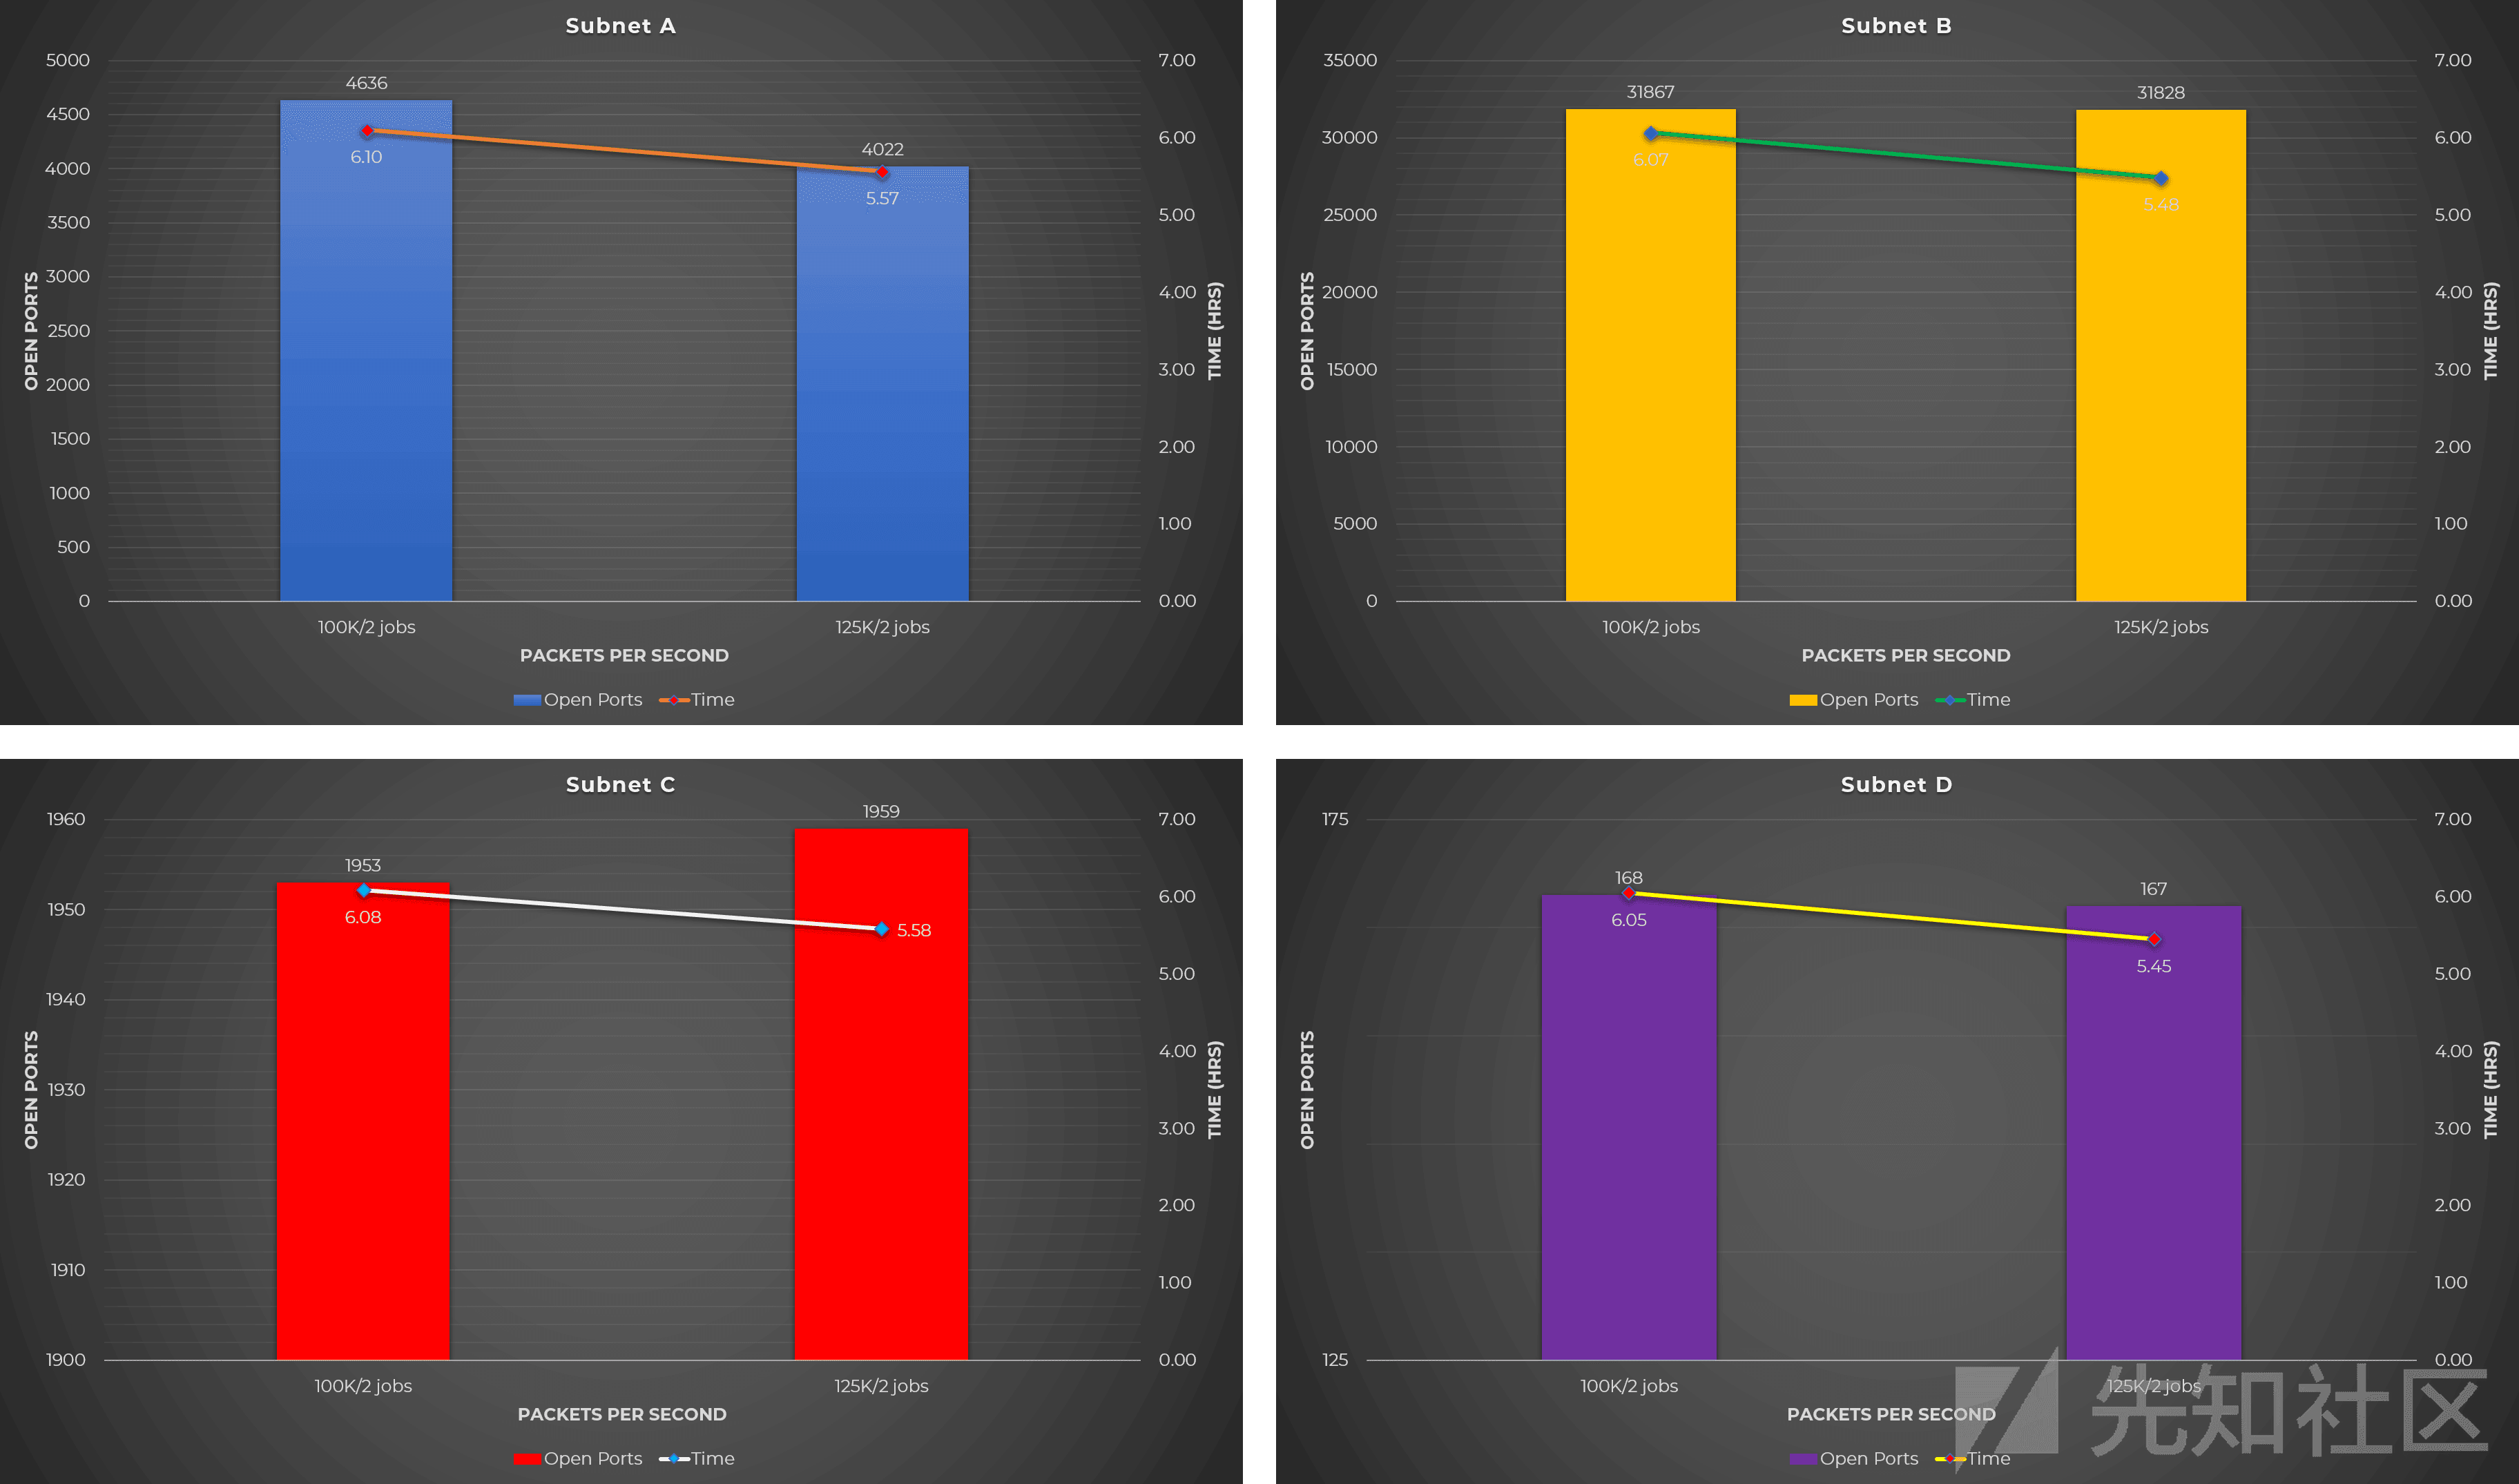 Subnet A
5000
4500
4000
3500
3000
2500
2000
1500
1000
500
0
7.00
6.00
5.00
4.00
3.00
2.00
1.00
0.00
OPEN PORTS
TIME (HRS)
4636
6.10
4022
5.57
100K/2 jobs
125K/2 jobs
PACKETS PER SECOND
Open Ports
Time
Subnet B
35000
30000
25000
20000
15000
10000
5000
0
7.00
6.00
5.00
4.00
3.00
2.00
1.00
0.00
OPEN PORTS
TIME (HRS)
31867
6.07
31828
5.48
100K/2 jobs
125K/2 jobs
PACKETS PER SECOND
Open Ports
Time
Subnet C
1960
1950
1940
1930
1920
1910
1900
7.00
6.00
5.00
4.00
3.00
2.00
1.00
0.00
OPEN PORTS
TIME (HRS)
1953
6.08
1959
5.58
100K/2 jobs
125K/2 jobs
PACKETS PER SECOND
Open Ports
Time
Subnet D
175
125
7.00
6.00
5.00
4.00
3.00
2.00
1.00
0.00
OPEN PORTS
TIME (HRS)
168
6.05
167
5.45
100K/2 jobs
125K/2 jobs
PACKETS PER SECOND
Open Ports
Time
先知社区